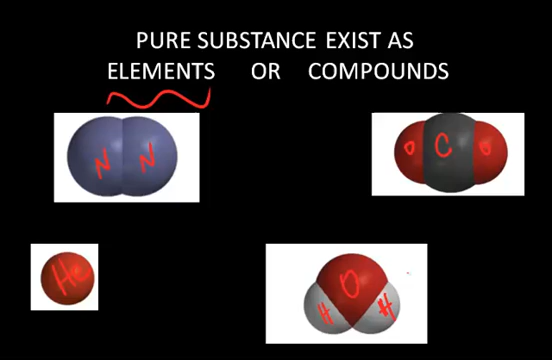 PURE SUBSTANCE EXIST AS
ELEMENTS OR COMPOUNDS
N N
O C O
He
O
H H